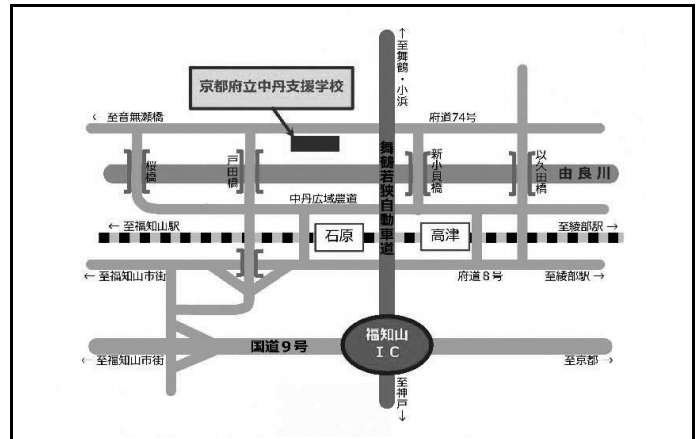 ↑至舞鶴・小浜
京都府立中丹支援学校
← 至音無瀬橋
府道74号
桜橋
戸田橋
舞鶴若狭自動車道
新小貝橋
以久田橋
由良川
中丹広域農道
← 至福知山駅
石原
高津
至綾部駅 →
← 至福知山市街
府道8号
至綾部駅→
福知山
IC
国道9号
← 至福知山市街
至京都 →
至神戸↓